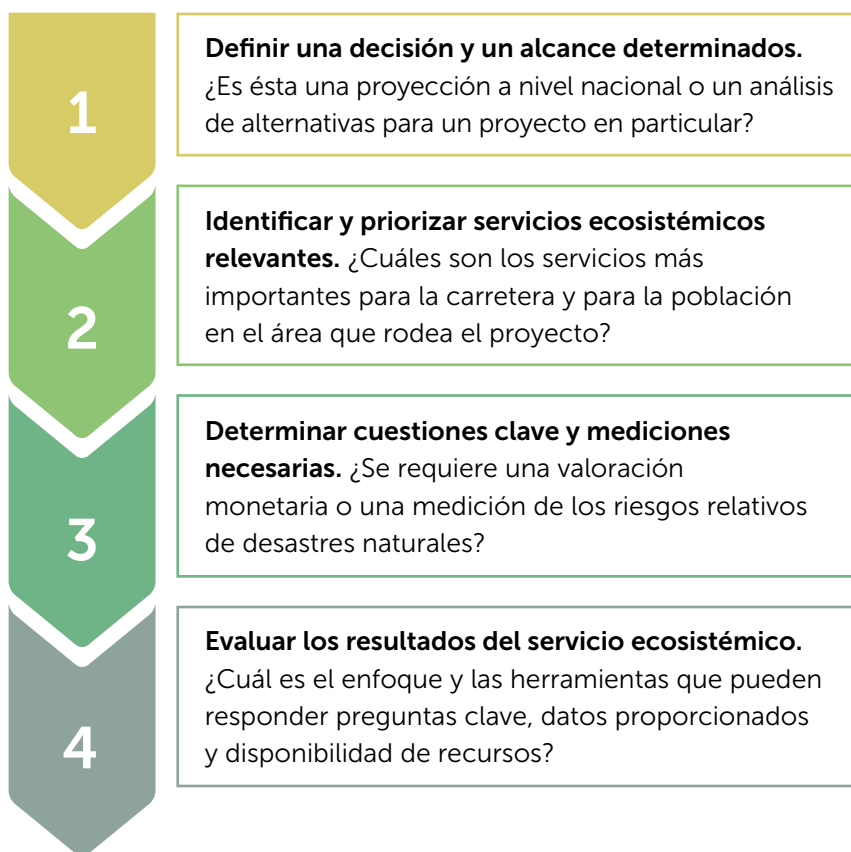 1
Definir una decisión y un alcance determinados.
¿Es ésta una proyección a nivel nacional o un análisis
de alternativas para un proyecto en particular?
2
Identificar y priorizar servicios ecosistémicos
relevantes. ¿Cuáles son los servicios más
importantes para la carretera y para la población
en el área que rodea el proyecto?
3
Determinar cuestiones clave y mediciones
necesarias. ¿Se requiere una valoración
monetaria o una medición de los riesgos relativos
de desastres naturales?
4
Evaluar los resultados del servicio ecosistémico.
¿Cuál es el enfoque y las herramientas que pueden
responder preguntas clave, datos proporcionados
y disponibilidad de recursos?